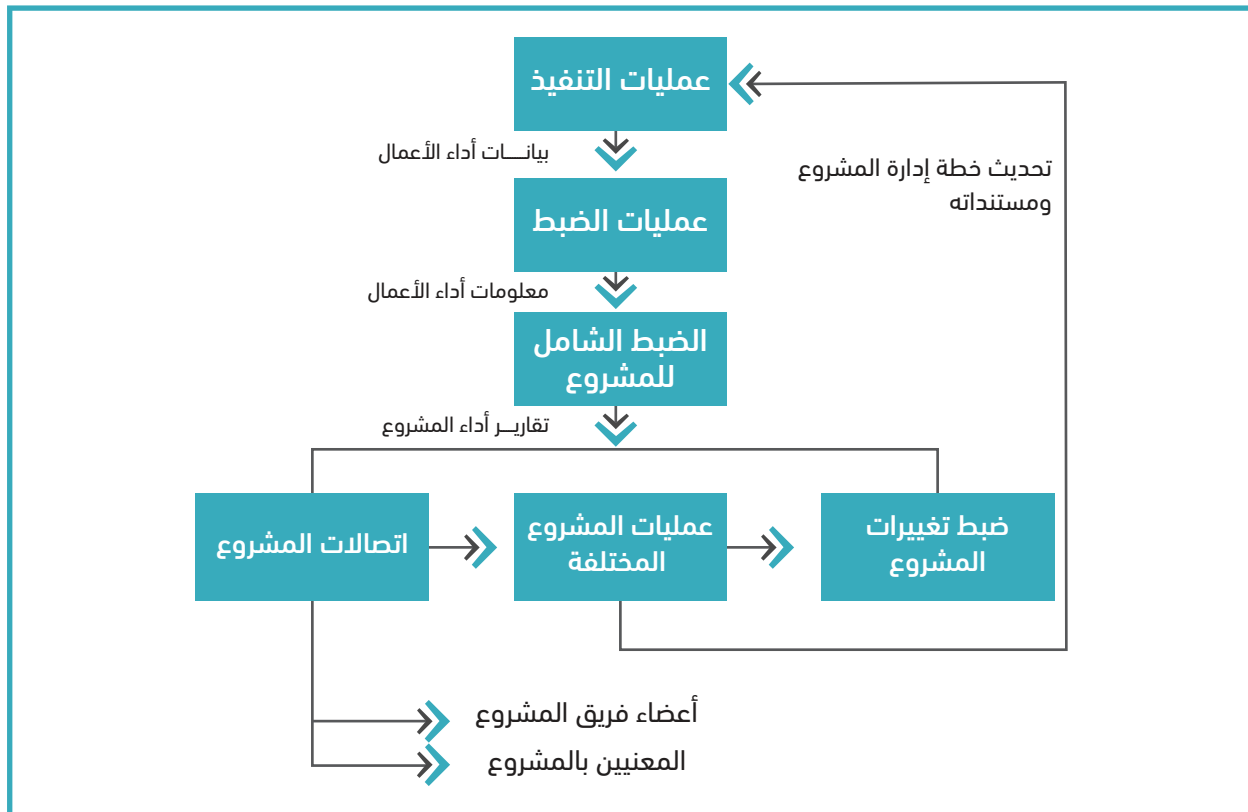 عمليات التنفيذ
بيانــات أداء الأعمال
تحديث خطة إدارة المشروع
ومستنداته
عمليات الضبط
معلومات أداء الأعمال
الضبط الشامل
للمشروع
تقاريــر أداء المشروع
ضبط تغييرات
المشروع
عمليات المشروع
المختلفة
اتصالات المشروع
أعضاء فريق المشروع
المعنيين بالمشروع